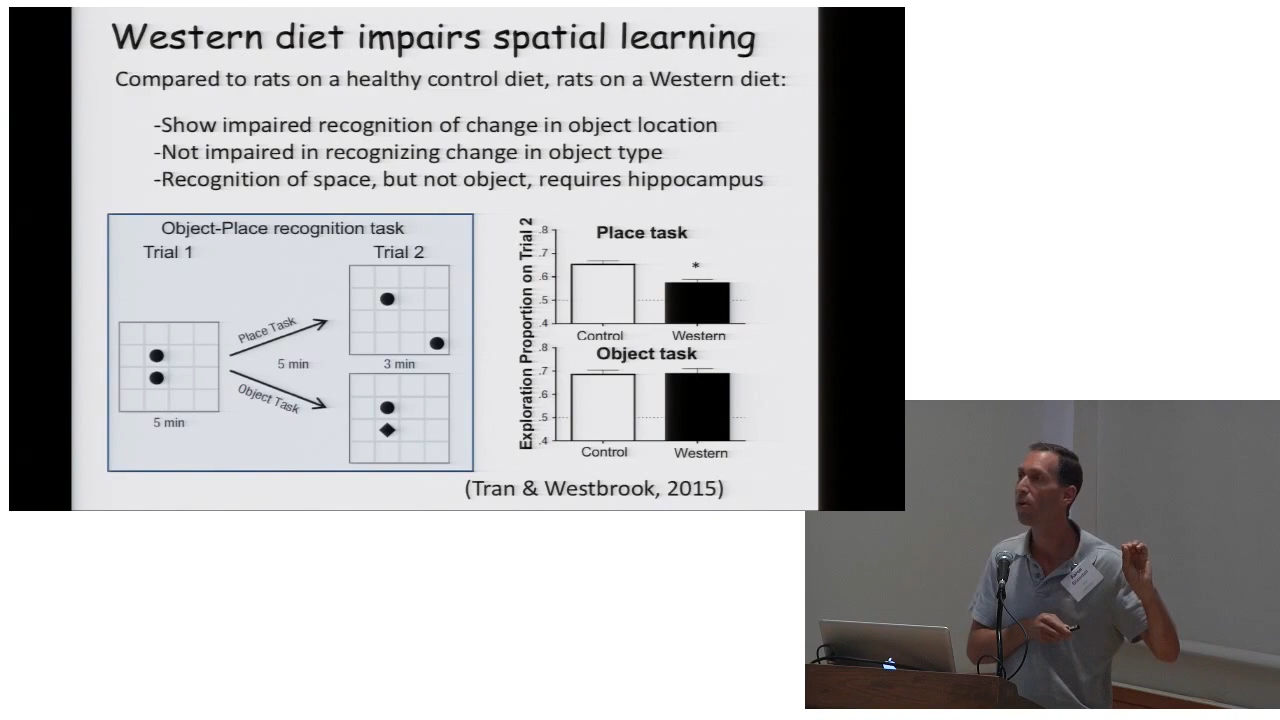 Western diet impairs spatial learning
Compared to rats on a healthy control diet, rats on a Western diet:
-Show impaired recognition of change in object location
-Not impaired in recognizing change in object type
-Recognition of space, but not object, requires hippocampus
Object-Place recognition task
Trial 1
Trial 2
Place Task
5 min
Object Task
5 min
3 min
Exploration Proportion on Trial 2
Place task
.8
.7
.6
.5
.4
*
Control
Western
Object task
.8
.7
.6
.5
.4
Control
Western
(Tran & Westbrook, 2015)